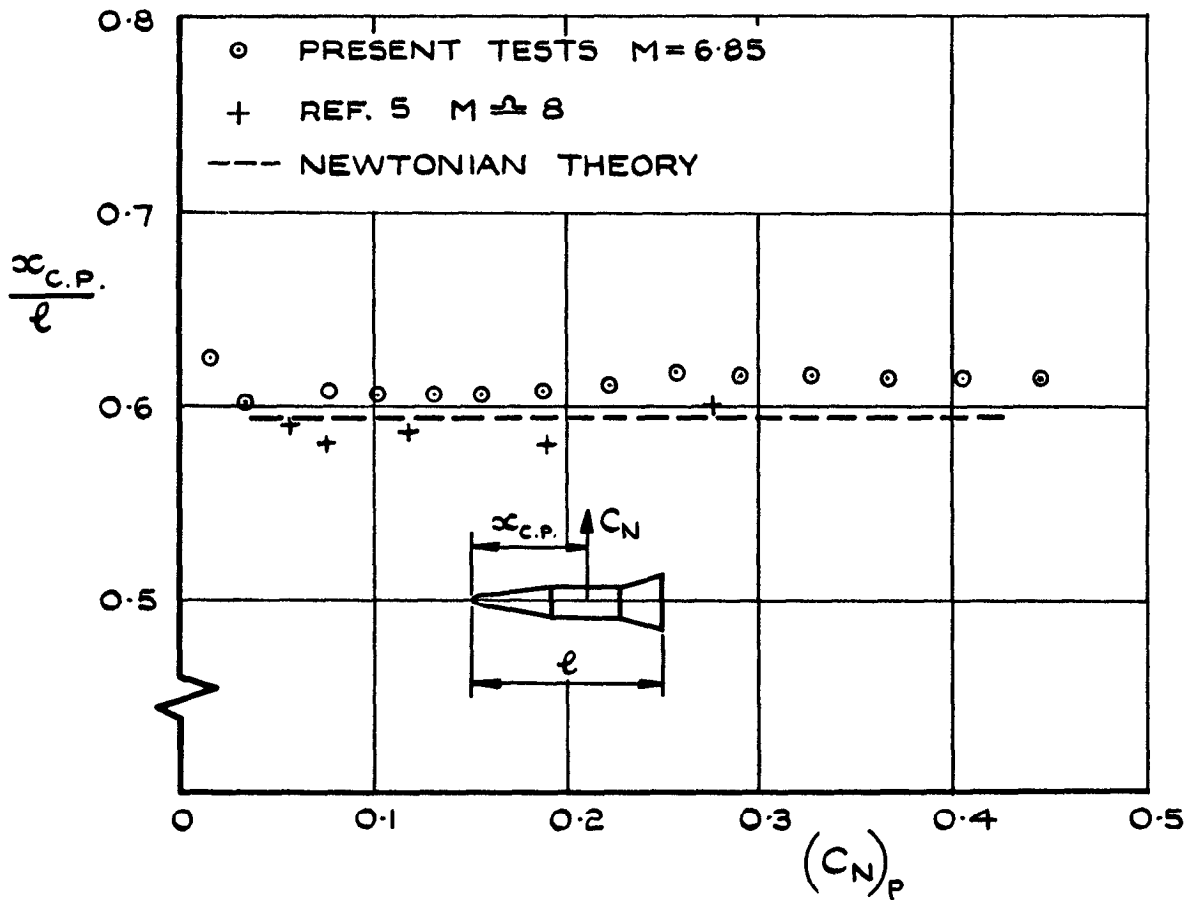 0·8
⊙ PRESENT TESTS M=6·85
+ REF. 5 M ≏ 8
--- NEWTONIAN THEORY
0·7
x_C.P. / ℓ
0·6
x_C.P. C_N
0·5
ℓ
0 0·1 0·2 0·3 0·4 0·5
(C_N)_P